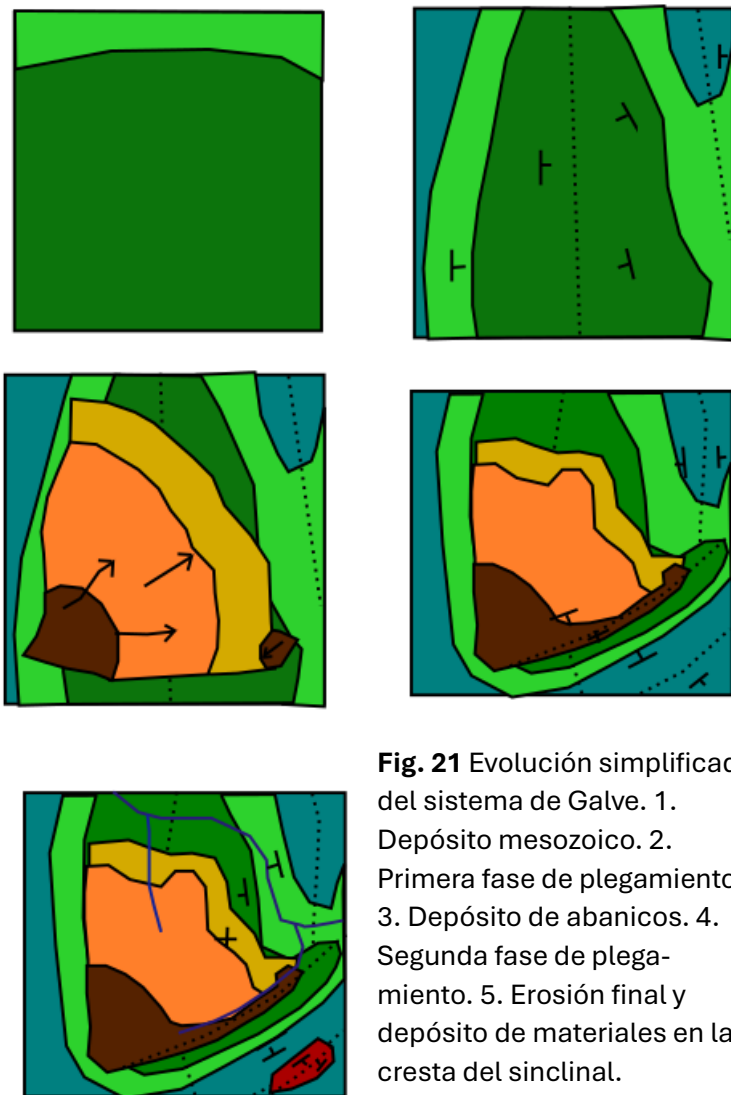 Fig. 21 Evolución simplificad
del sistema de Galve. 1.
Depósito mesozoico. 2.
Primera fase de plegamiento
3. Depósito de abanicos. 4.
Segunda fase de plega-
miento. 5. Erosión final y
depósito de materiales en la
cresta del sinclinal.